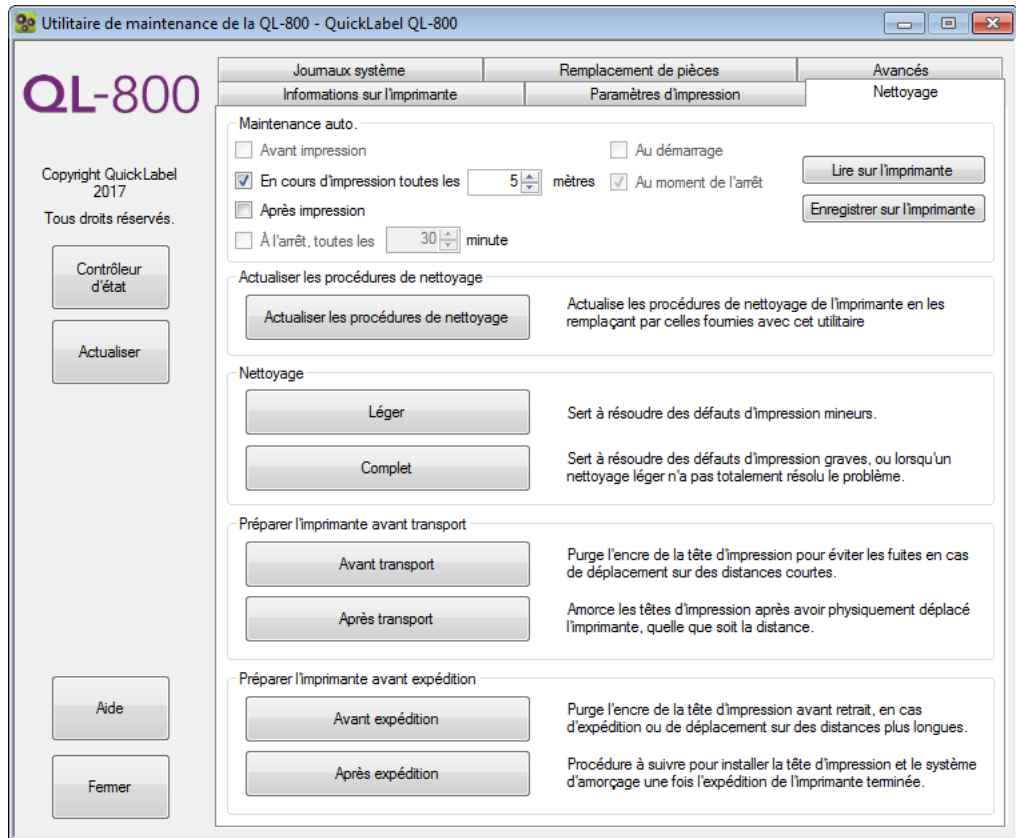 Utilitaire de maintenance de la QL-800 - QuickLabel QL-800
QL-800
Copyright QuickLabel
2017
Tous droits réservés.
Contrôleur
d'état
Actualiser
Aide
Fermer
Journaux système
Remplacement de pièces
Avancés
Informations sur l'imprimante
Paramètres d'impression
Nettoyage
Maintenance auto.
Avant impression
Au démarrage
En cours d'impression toutes les 5 mètres
Au moment de l'arrêt
Après impression
À l'arrêt, toutes les 30 minute
Lire sur l'imprimante
Enregistrer sur l'imprimante
Actualiser les procédures de nettoyage
Actualiser les procédures de nettoyage
Actualise les procédures de nettoyage de l'imprimante en les
remplaçant par celles fournies avec cet utilitaire
Nettoyage
Léger
Sert à résoudre des défauts d'impression mineurs.
Complet
Sert à résoudre des défauts d'impression graves, ou lorsqu'un
nettoyage léger n'a pas totalement résolu le problème.
Préparer l'imprimante avant transport
Avant transport
Purge l'encre de la tête d'impression pour éviter les fuites en cas
de déplacement sur des distances courtes.
Après transport
Amorce les têtes d'impression après avoir physiquement déplacé
l'imprimante, quelle que soit la distance.
Préparer l'imprimante avant expédition
Avant expédition
Purge l'encre de la tête d'impression avant retrait, en cas
d'expédition ou de déplacement sur des distances plus longues.
Après expédition
Procédure à suivre pour installer la tête d'impression et le système
d'amorçage une fois l'expédition de l'imprimante terminée.